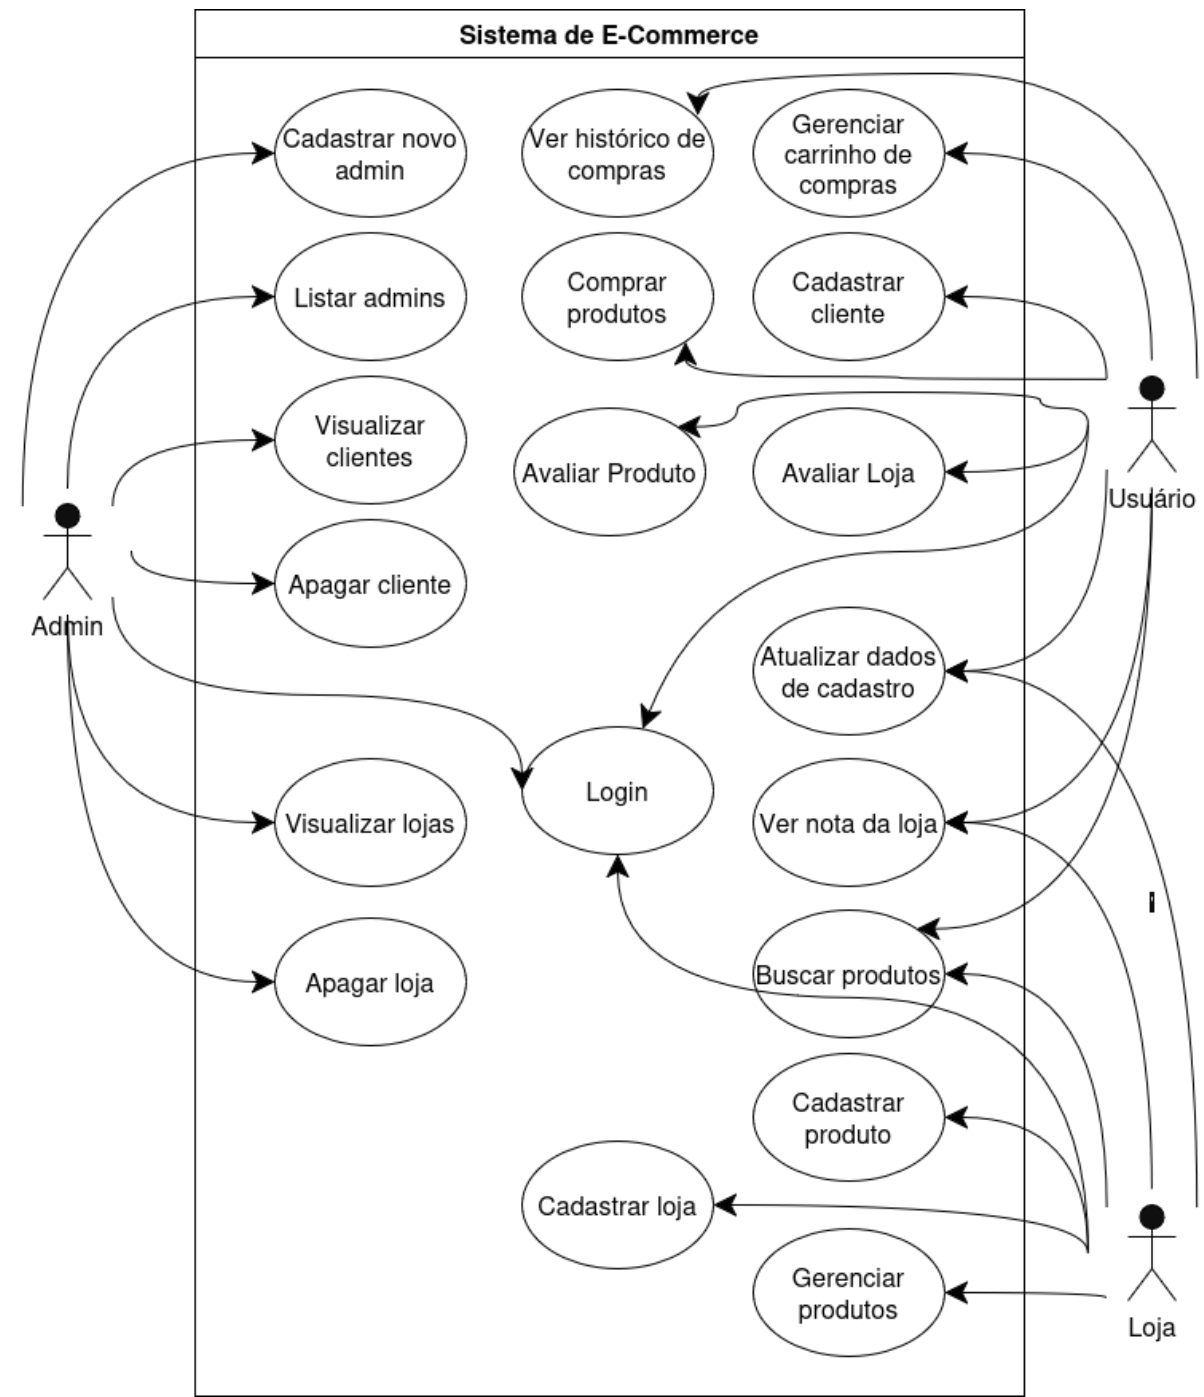 Sistema de E-Commerce
Cadastrar novo
admin
Ver histórico de
compras
Gerenciar
carrinho de
compras
Listar admins
Comprar
produtos
Cadastrar
cliente
Visualizar
clientes
Avaliar Produto
Avaliar Loja
Usuário
Apagar cliente
Admin
Atualizar dados
de cadastro
Visualizar lojas
Login
Ver nota da loja
Apagar loja
Buscar produtos
Cadastrar
produto
Cadastrar loja
Gerenciar
produtos
Loja